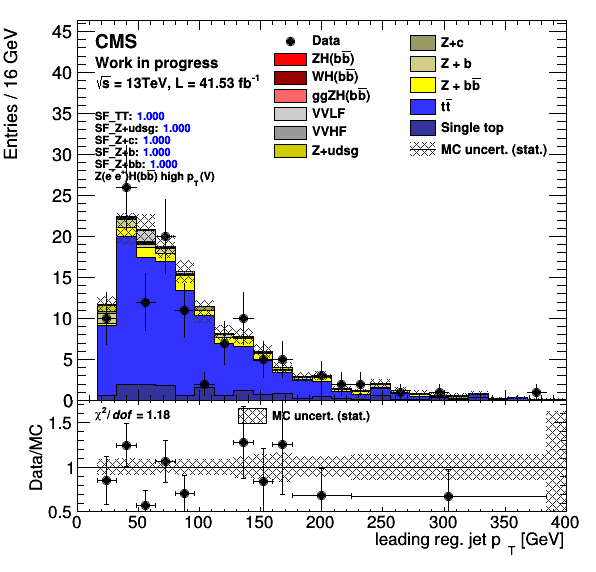 CMS
Work in progress
√s = 13TeV, L = 41.53 fb⁻¹
SF_TT: 1.000
SF_Z+udsg: 1.000
SF_Z+c: 1.000
SF_Z+b: 1.000
SF_Z+bb: 1.000
Z(e⁻e⁺)H(bb̅) high p_T(V)
Data
ZH(bb̅)
WH(bb̅)
ggZH(bb̅)
VVLF
VVHF
Z+udsg
Z+c
Z + b
Z + bb̅
tt̅
Single top
MC uncert. (stat.)
Entries / 16 GeV
45
40
35
30
25
20
15
10
5
0
χ²/dof = 1.18
MC uncert. (stat.)
Data/MC
1.5
1
0.5
0 50 100 150 200 250 300 350 400
leading reg. jet p_T [GeV]